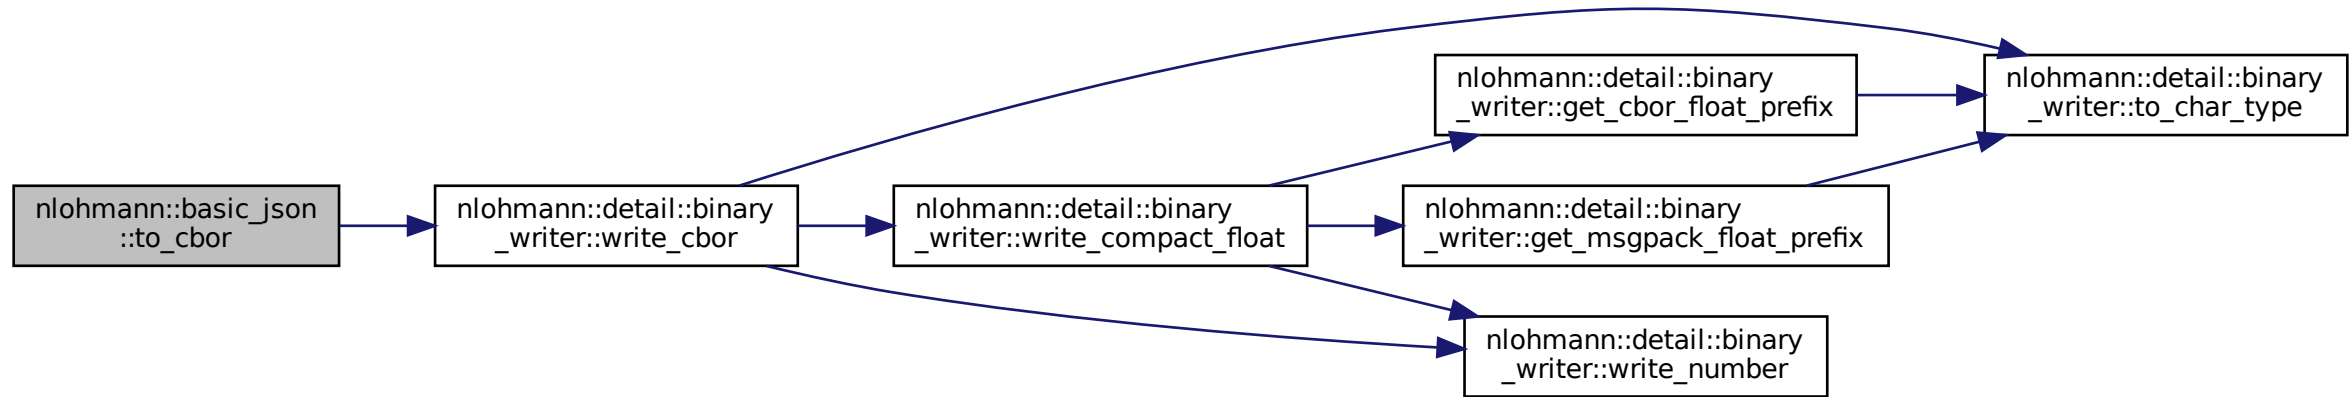 nlohmann::basic_json
::to_cbor
nlohmann::detail::binary
_writer::write_cbor
nlohmann::detail::binary
_writer::write_compact_float
nlohmann::detail::binary
_writer::get_cbor_float_prefix
nlohmann::detail::binary
_writer::to_char_type
nlohmann::detail::binary
_writer::get_msgpack_float_prefix
nlohmann::detail::binary
_writer::write_number